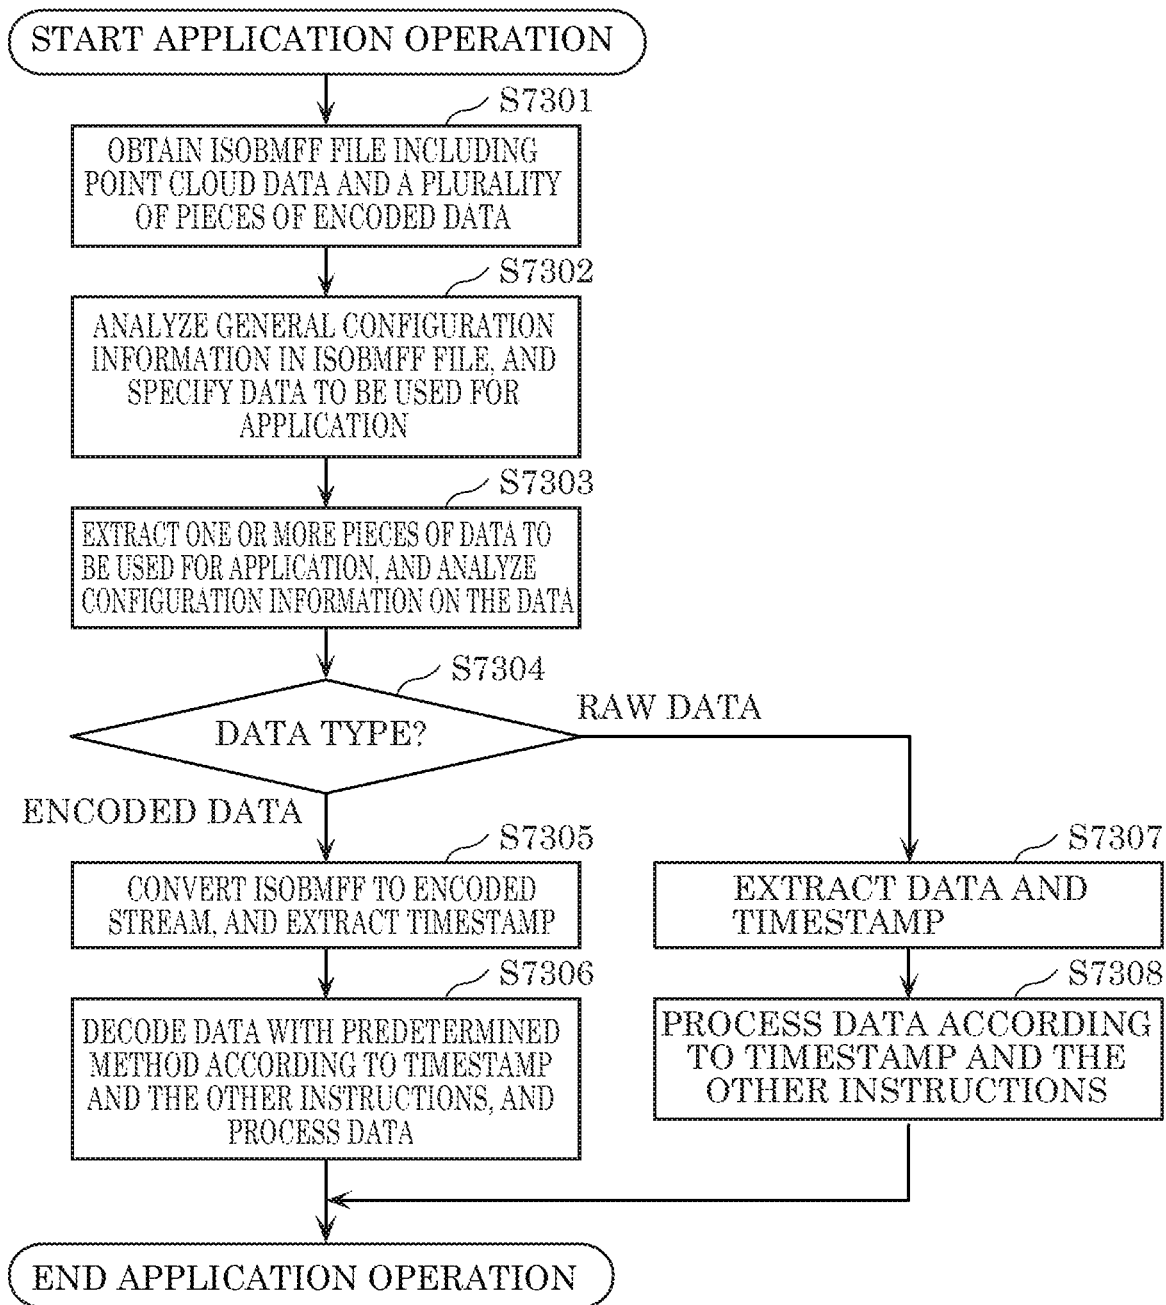 START APPLICATION OPERATION
S7301
OBTAIN ISOBMFF FILE INCLUDING
POINT CLOUD DATA AND A PLURALITY
OF PIECES OF ENCODED DATA
S7302
ANALYZE GENERAL CONFIGURATION
INFORMATION IN ISOBMFF FILE, AND
SPECIFY DATA TO BE USED FOR
APPLICATION
S7303
EXTRACT ONE OR MORE PIECES OF DATA TO
BE USED FOR APPLICATION, AND ANALYZE
CONFIGURATION INFORMATION ON THE DATA
S7304
DATA TYPE?
RAW DATA
ENCODED DATA
S7305
CONVERT ISOBMFF TO ENCODED
STREAM, AND EXTRACT TIMESTAMP
S7306
DECODE DATA WITH PREDETERMINED
METHOD ACCORDING TO TIMESTAMP
AND THE OTHER INSTRUCTIONS, AND
PROCESS DATA
S7307
EXTRACT DATA AND
TIMESTAMP
S7308
PROCESS DATA ACCORDING
TO TIMESTAMP AND THE
OTHER INSTRUCTIONS
END APPLICATION OPERATION